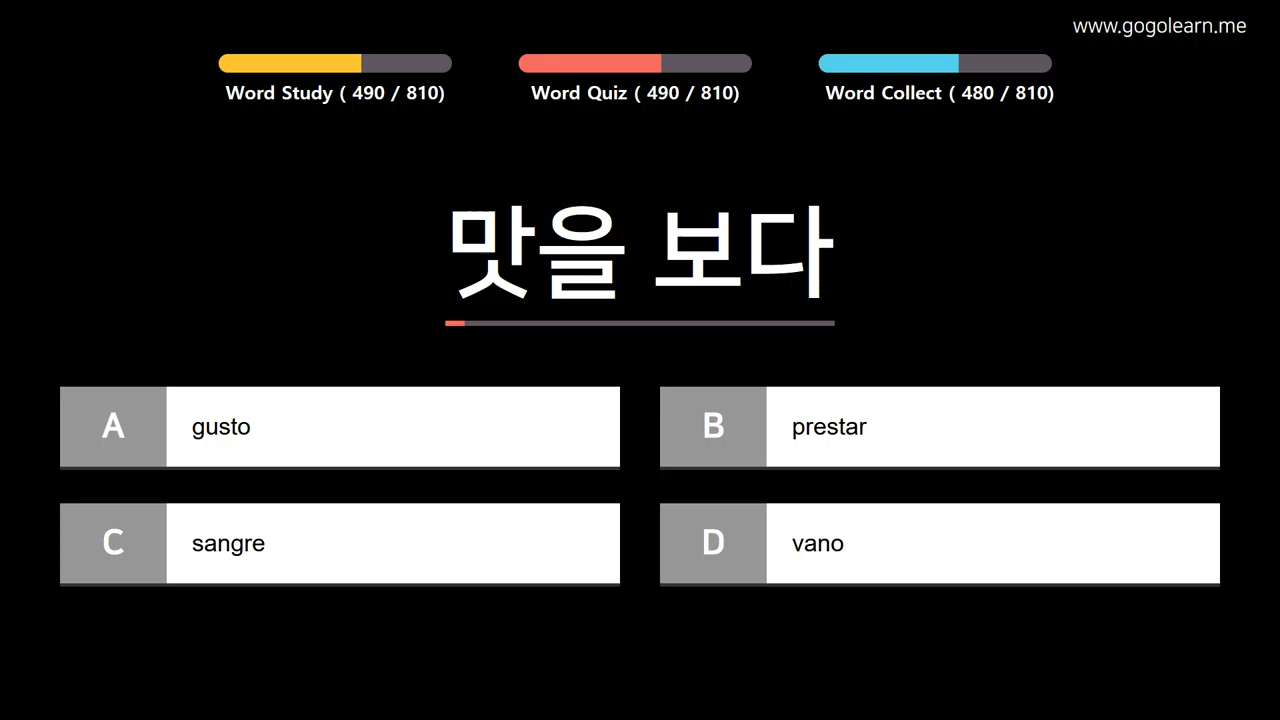 www.gogolearn.me
Word Study ( 490 / 810)
Word Quiz ( 490 / 810)
Word Collect ( 480 / 810)
맛을 보다
A gusto
B prestar
C sangre
D vano